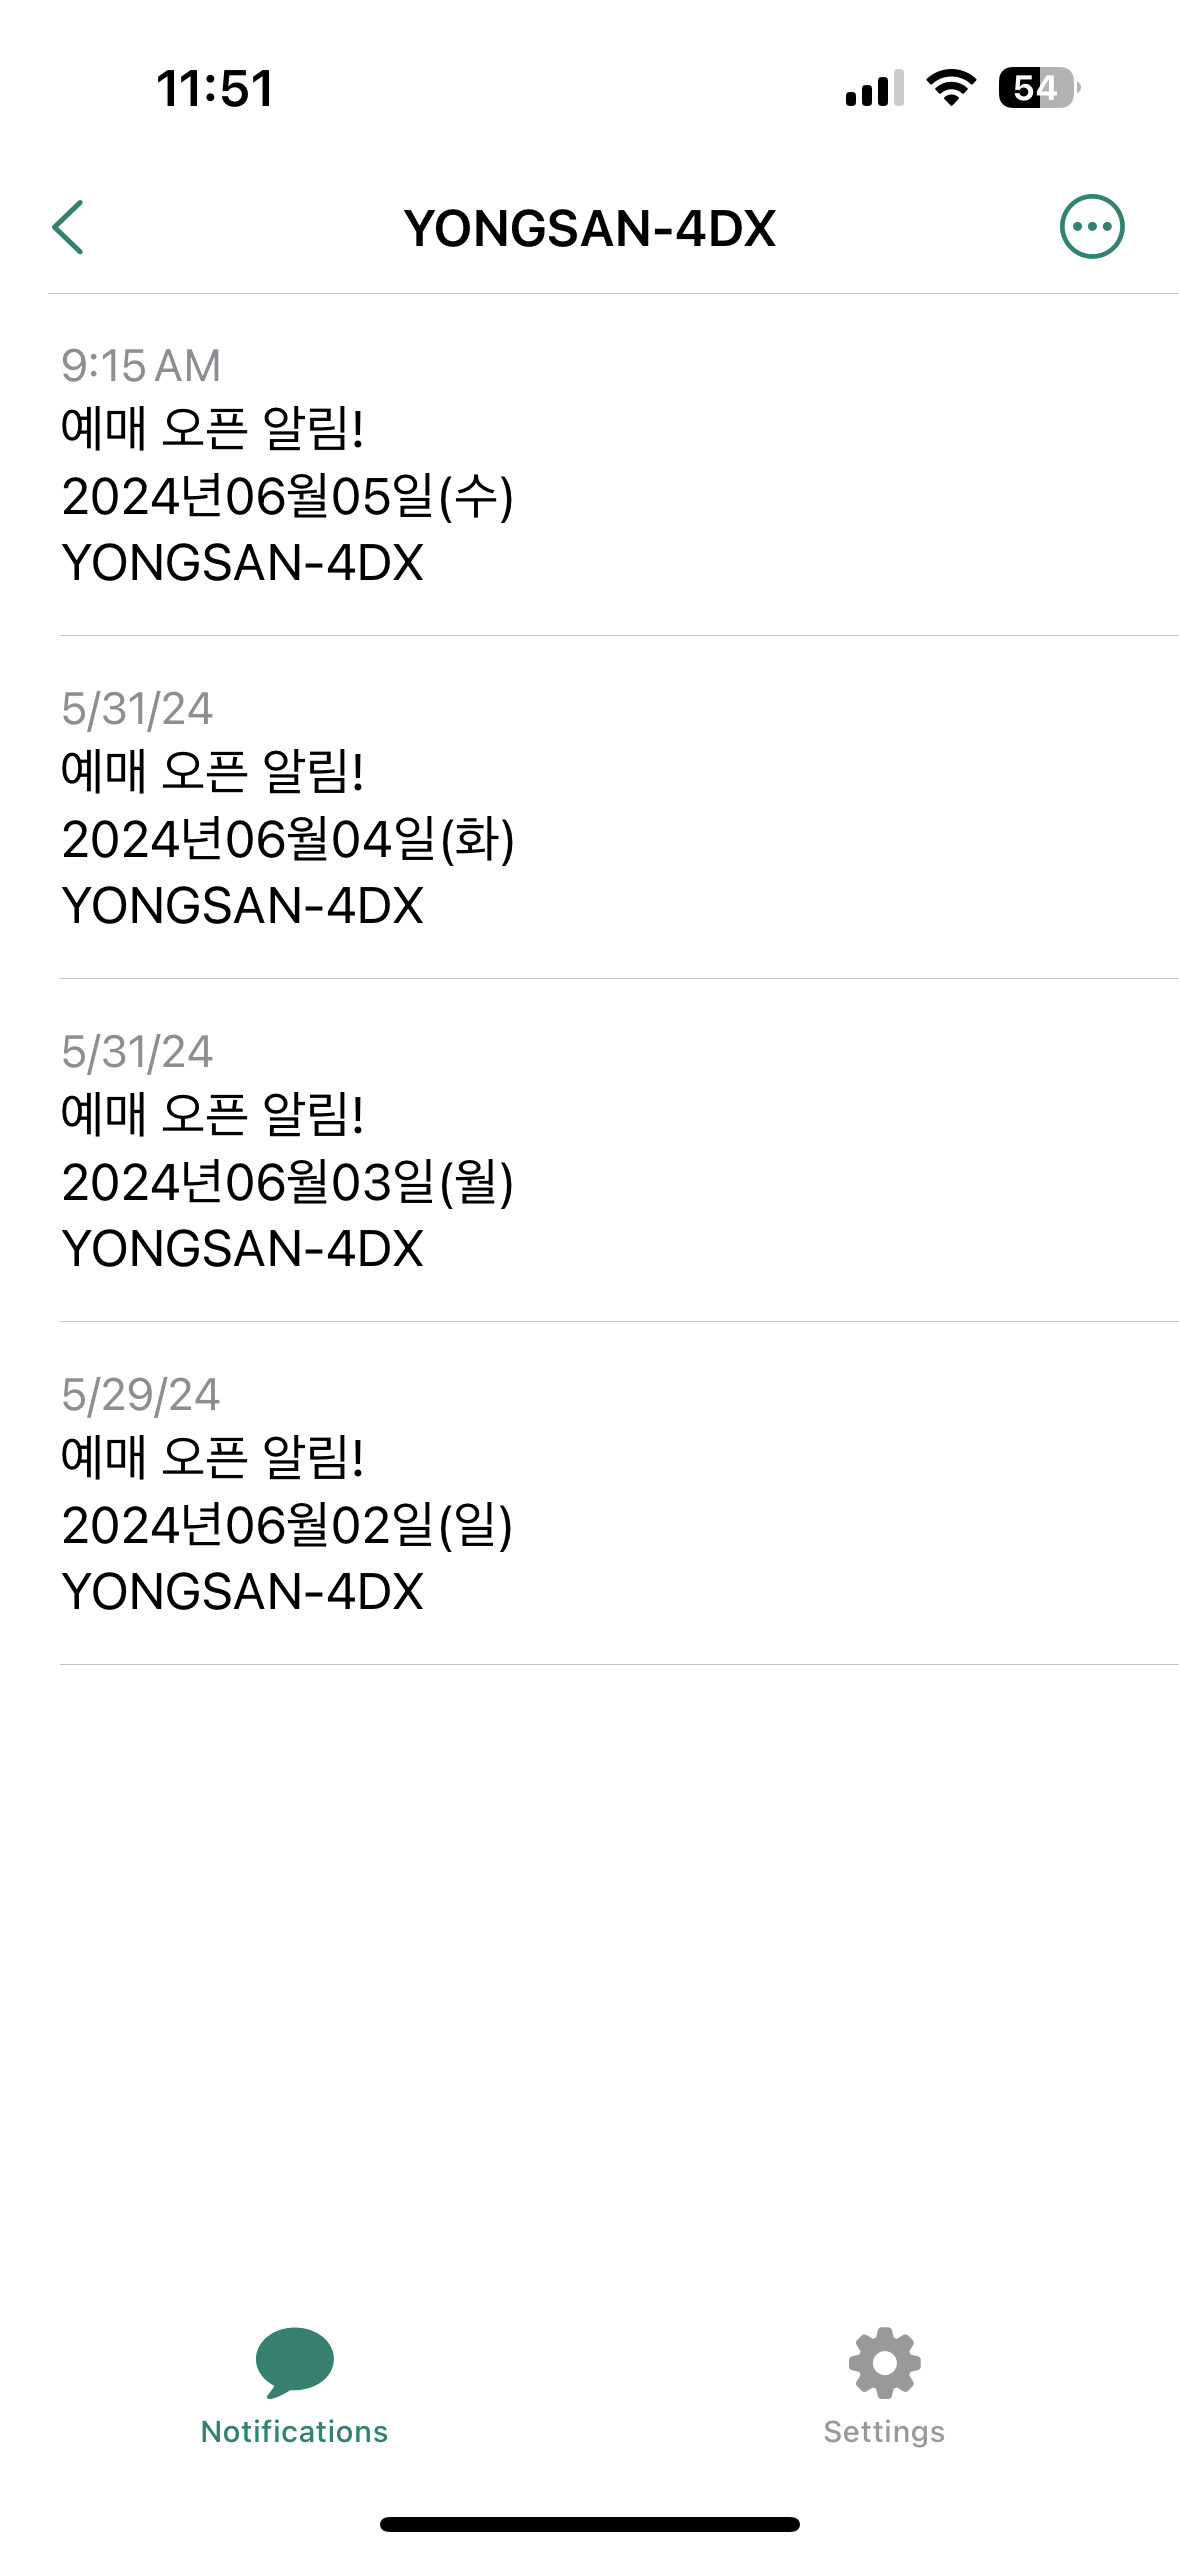 11:51
54
YONGSAN-4DX
9:15 AM
예매 오픈 알림!
2024년06월05일(수)
YONGSAN-4DX
5/31/24
예매 오픈 알림!
2024년06월04일(화)
YONGSAN-4DX
5/31/24
예매 오픈 알림!
2024년06월03일(월)
YONGSAN-4DX
5/29/24
예매 오픈 알림!
2024년06월02일(일)
YONGSAN-4DX
Notifications
Settings